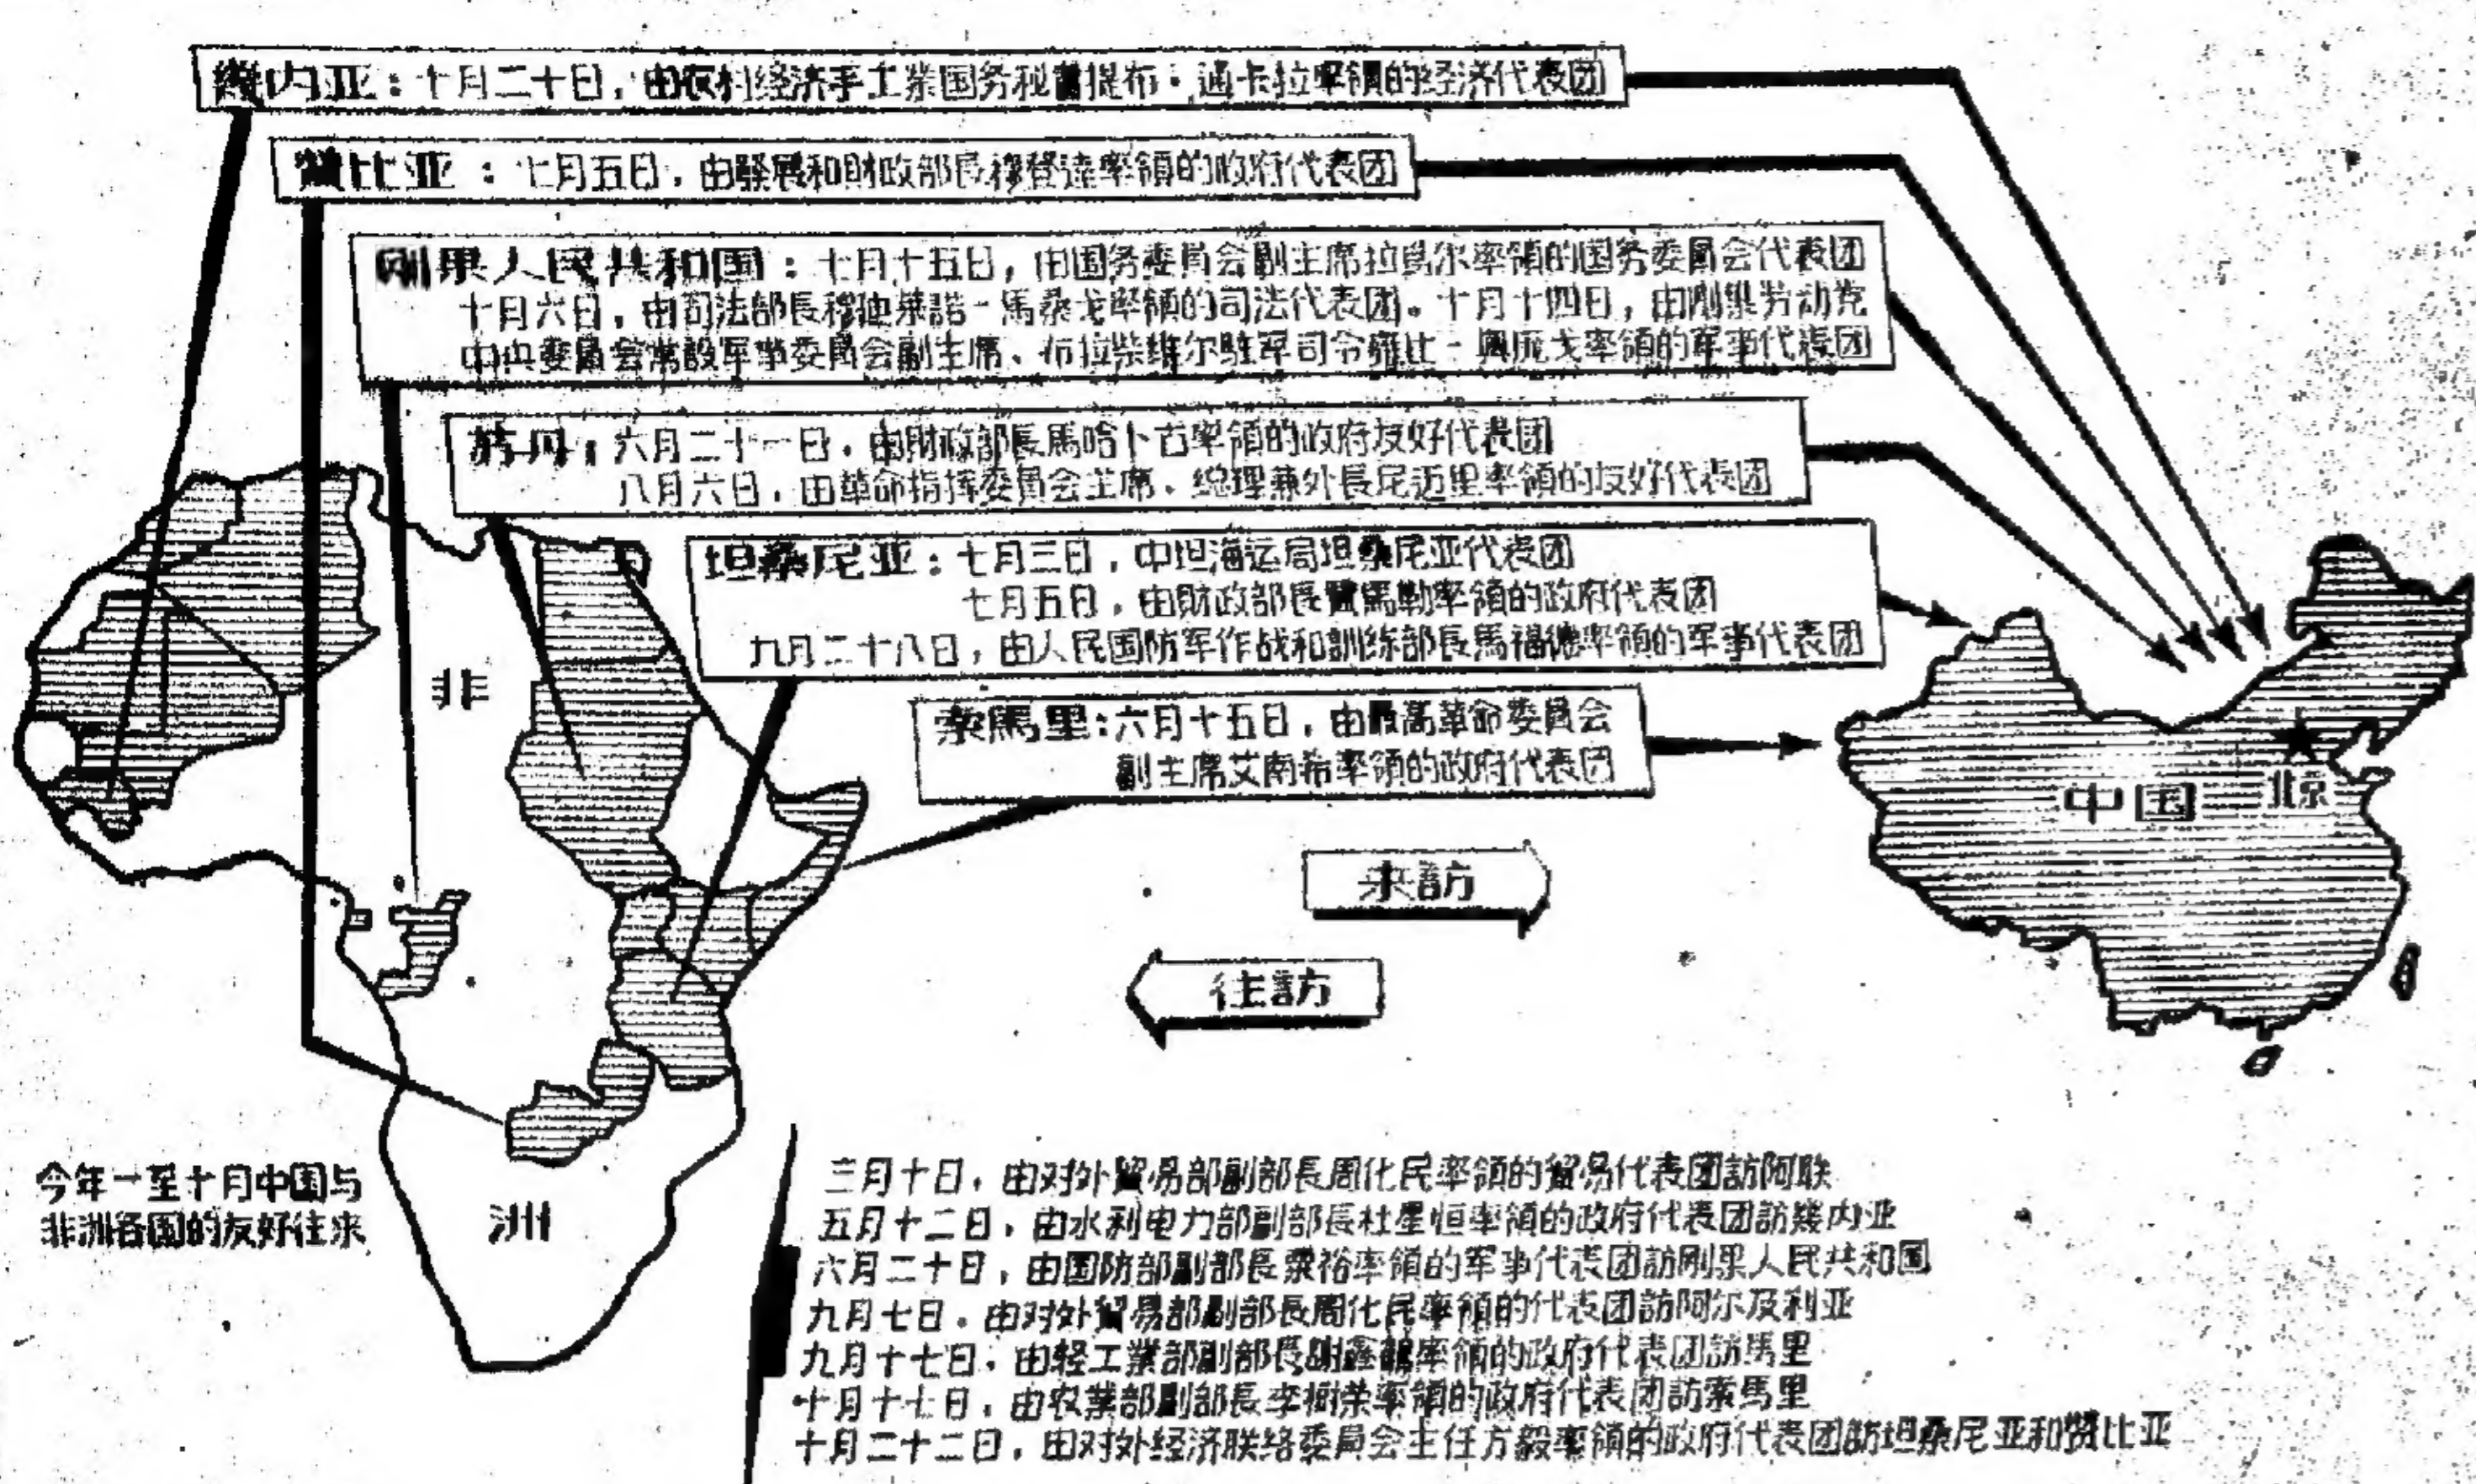 幾内亚：十月二十日，由农村经济手工業国务秘書提布·通卡拉率領的经济代表团
贊比亚：七月五日，由發展和財政部長穆登達率領的政府代表团
刚果人民共和国：七月十五日，由国务委員会副主席拉烏尔率領的国务委員会代表团
十月六日，由司法部長穆迪萊諾－馬桑戈率領的司法代表团。十月十四日，由刚果劳动党
中央委員会常設军事委員会副主席、布拉柴維尔駐军司令雍比－奧庞戈率領的军事代表团
苏丹：六月二十一日，由財政部長馬哈卜古率領的政府友好代表团
八月六日，由革命指挥委員会主席、総理兼外長尼迈里率領的友好代表团
坦桑尼亚：七月三日，中坦海运局坦桑尼亚代表团
七月五日，由財政部長賈馬勒率領的政府代表团
九月二十八日，由人民国防军作战和訓练部長馬福德率領的军事代表团
索馬里：六月十五日，由最高革命委員会
副主席艾南希率領的政府代表团
非
洲
中国
北京
来訪
往訪
今年一至十月中国与
非洲各国的友好往来
三月十日，由对外貿易部副部長周化民率領的貿易代表团訪阿联
五月十二日，由水利电力部副部長杜星恒率領的政府代表团訪幾内亚
六月二十日，由国防部副部長粟裕率領的军事代表团訪刚果人民共和国
九月七日，由对外貿易部副部長周化民率領的代表团訪阿尔及利亚
九月十七日，由轻工業部副部長謝鑫鶴率領的政府代表团訪馬里
十月十七日，由农業部副部長李樹荣率領的政府代表团訪索馬里
十月二十二日，由对外经济联络委員会主任方毅率領的政府代表团訪坦桑尼亚和贊比亚